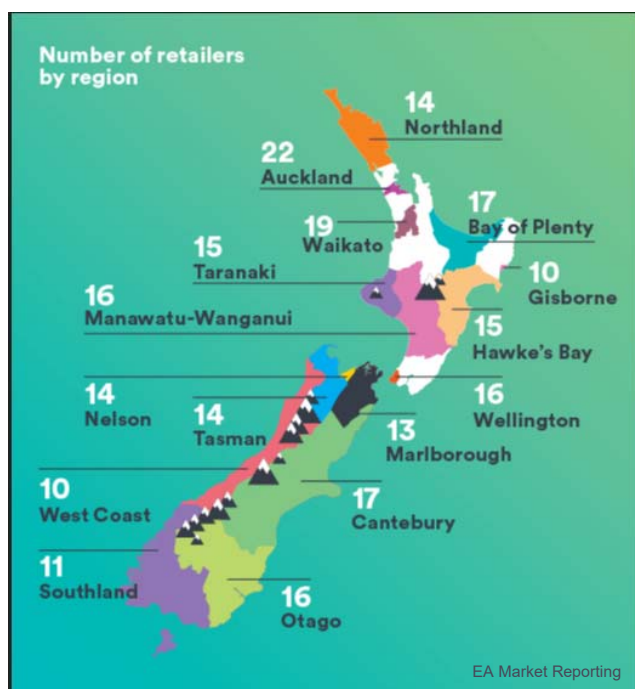 Number of retailers
by region
14
Northland
22
Auckland
17
Bay of Plenty
19
Waikato
15
Taranaki
10
Gisborne
16
Manawatu-Wanganui
15
Hawke's Bay
14
Nelson
14
Tasman
16
Wellington
13
Marlborough
10
West Coast
17
Cantebury
11
Southland
16
Otago
EA Market Reporting